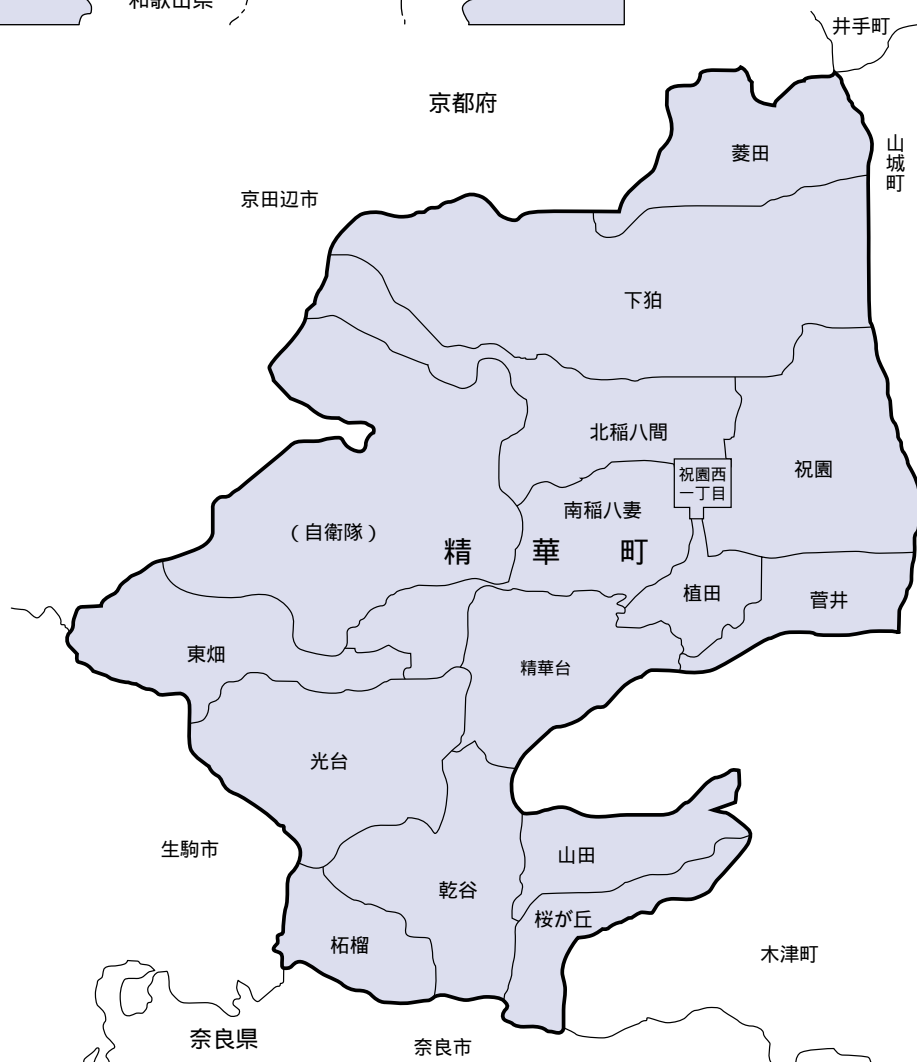 和歌山県
井手町
京都府
山城町
菱田
京田辺市
下狛
北稲八間
祝園
祝園西
一丁目
南稲八妻
(自衛隊)
精華町
植田
菅井
東畑
精華台
光台
生駒市
山田
乾谷
桜が丘
柘榴
木津町
奈良県
奈良市